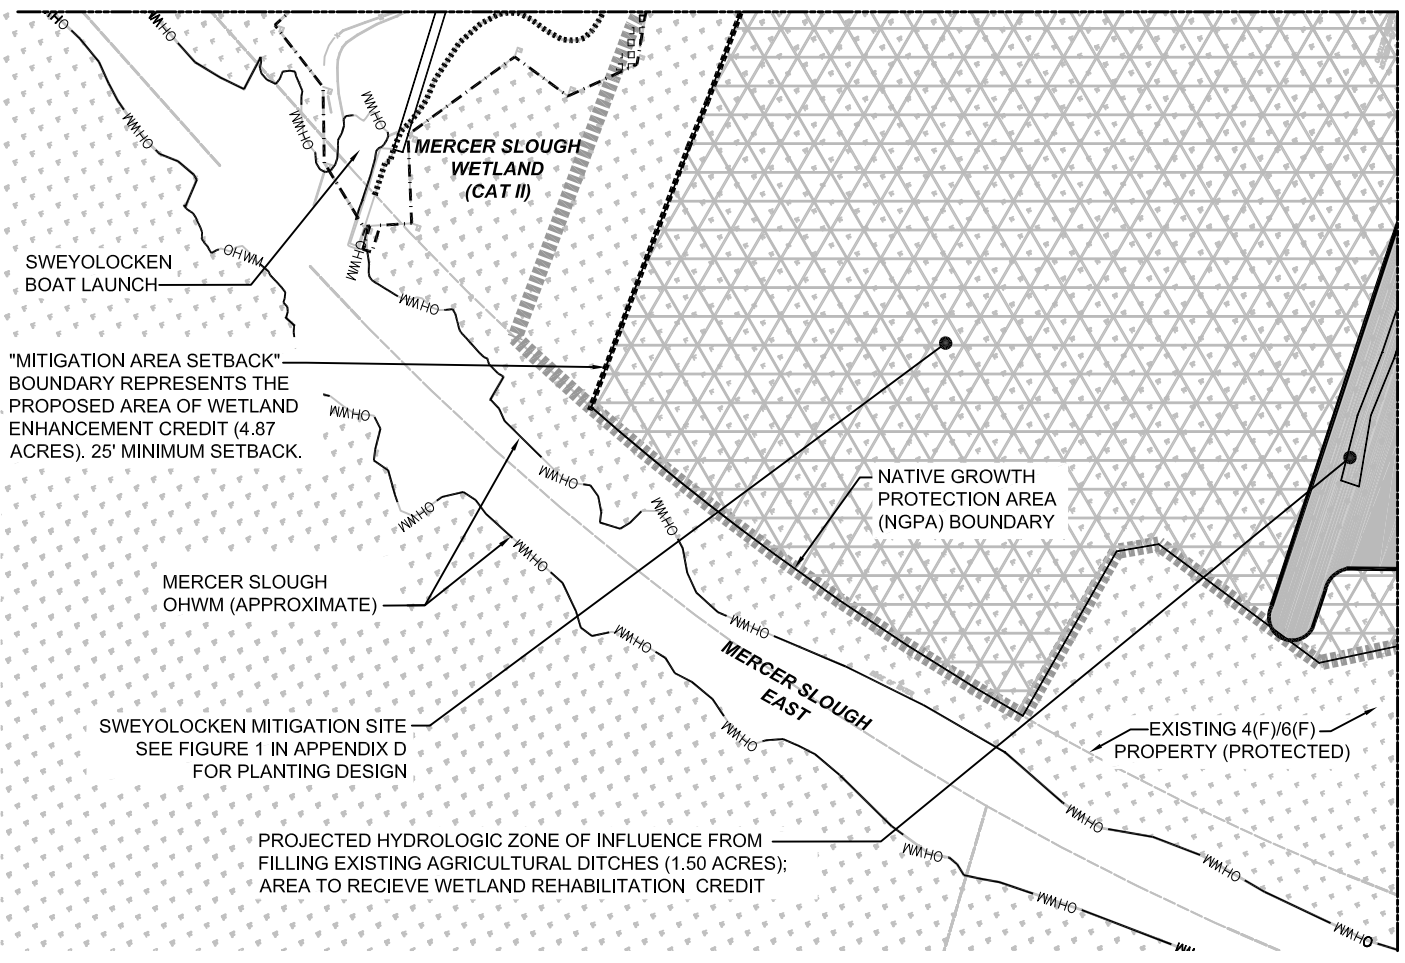 OHWM
OHWM
OHWM
OHWM
OHWM
MERCER SLOUGH
WETLAND
(CAT II)
OHWM
OHWM
SWEYOLOCKEN
BOAT LAUNCH
OHWM
"MITIGATION AREA SETBACK"
BOUNDARY REPRESENTS THE
PROPOSED AREA OF WETLAND
ENHANCEMENT CREDIT (4.87
ACRES). 25' MINIMUM SETBACK.
OHWM
OHWM
NATIVE GROWTH
PROTECTION AREA
(NGPA) BOUNDARY
OHWM
OHWM
OHWM
MERCER SLOUGH
OHWM (APPROXIMATE)
OHWM
OHWM
MERCER SLOUGH
EAST
SWEYOLOCKEN MITIGATION SITE
SEE FIGURE 1 IN APPENDIX D
FOR PLANTING DESIGN
OHWM
EXISTING 4(F)/6(F)
PROPERTY (PROTECTED)
PROJECTED HYDROLOGIC ZONE OF INFLUENCE FROM
FILLING EXISTING AGRICULTURAL DITCHES (1.50 ACRES);
AREA TO RECIEVE WETLAND REHABILITATION CREDIT
OHWM
OHWM
OHWM
OHWM
OHWM